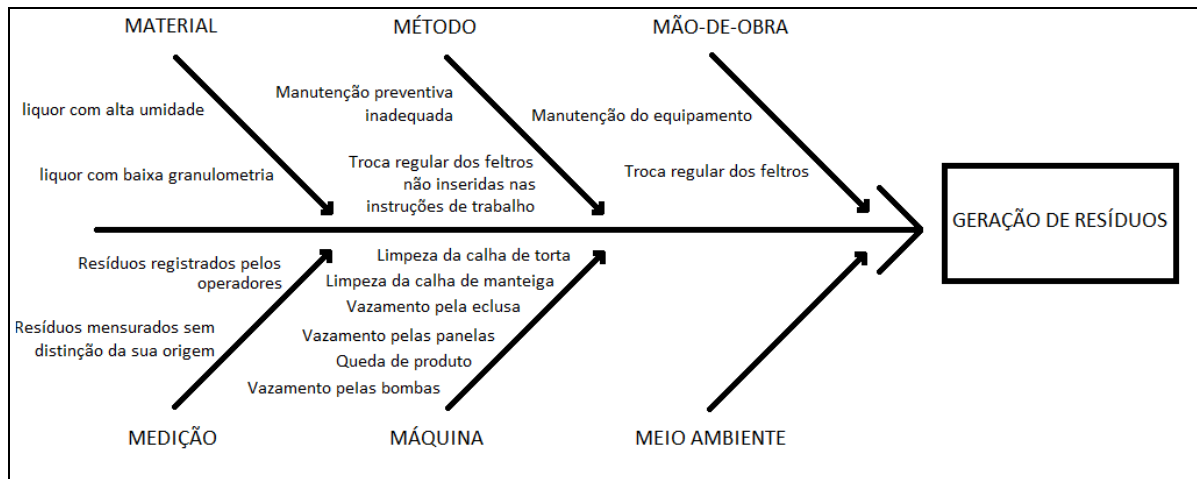 MATERIAL
MÉTODO
MÃO-DE-OBRA
liquor com alta umidade
liquor com baixa granulometria
Manutenção preventiva
inadequada
Troca regular dos feltros
não inseridas nas
instruções de trabalho
Manutenção do equipamento
Troca regular dos feltros
GERAÇÃO DE RESÍDUOS
Resíduos registrados pelos
operadores
Resíduos mensurados sem
distinção da sua origem
Limpeza da calha de torta
Limpeza da calha de manteiga
Vazamento pela eclusa
Vazamento pelas panelas
Queda de produto
Vazamento pelas bombas
MEDIÇÃO
MÁQUINA
MEIO AMBIENTE